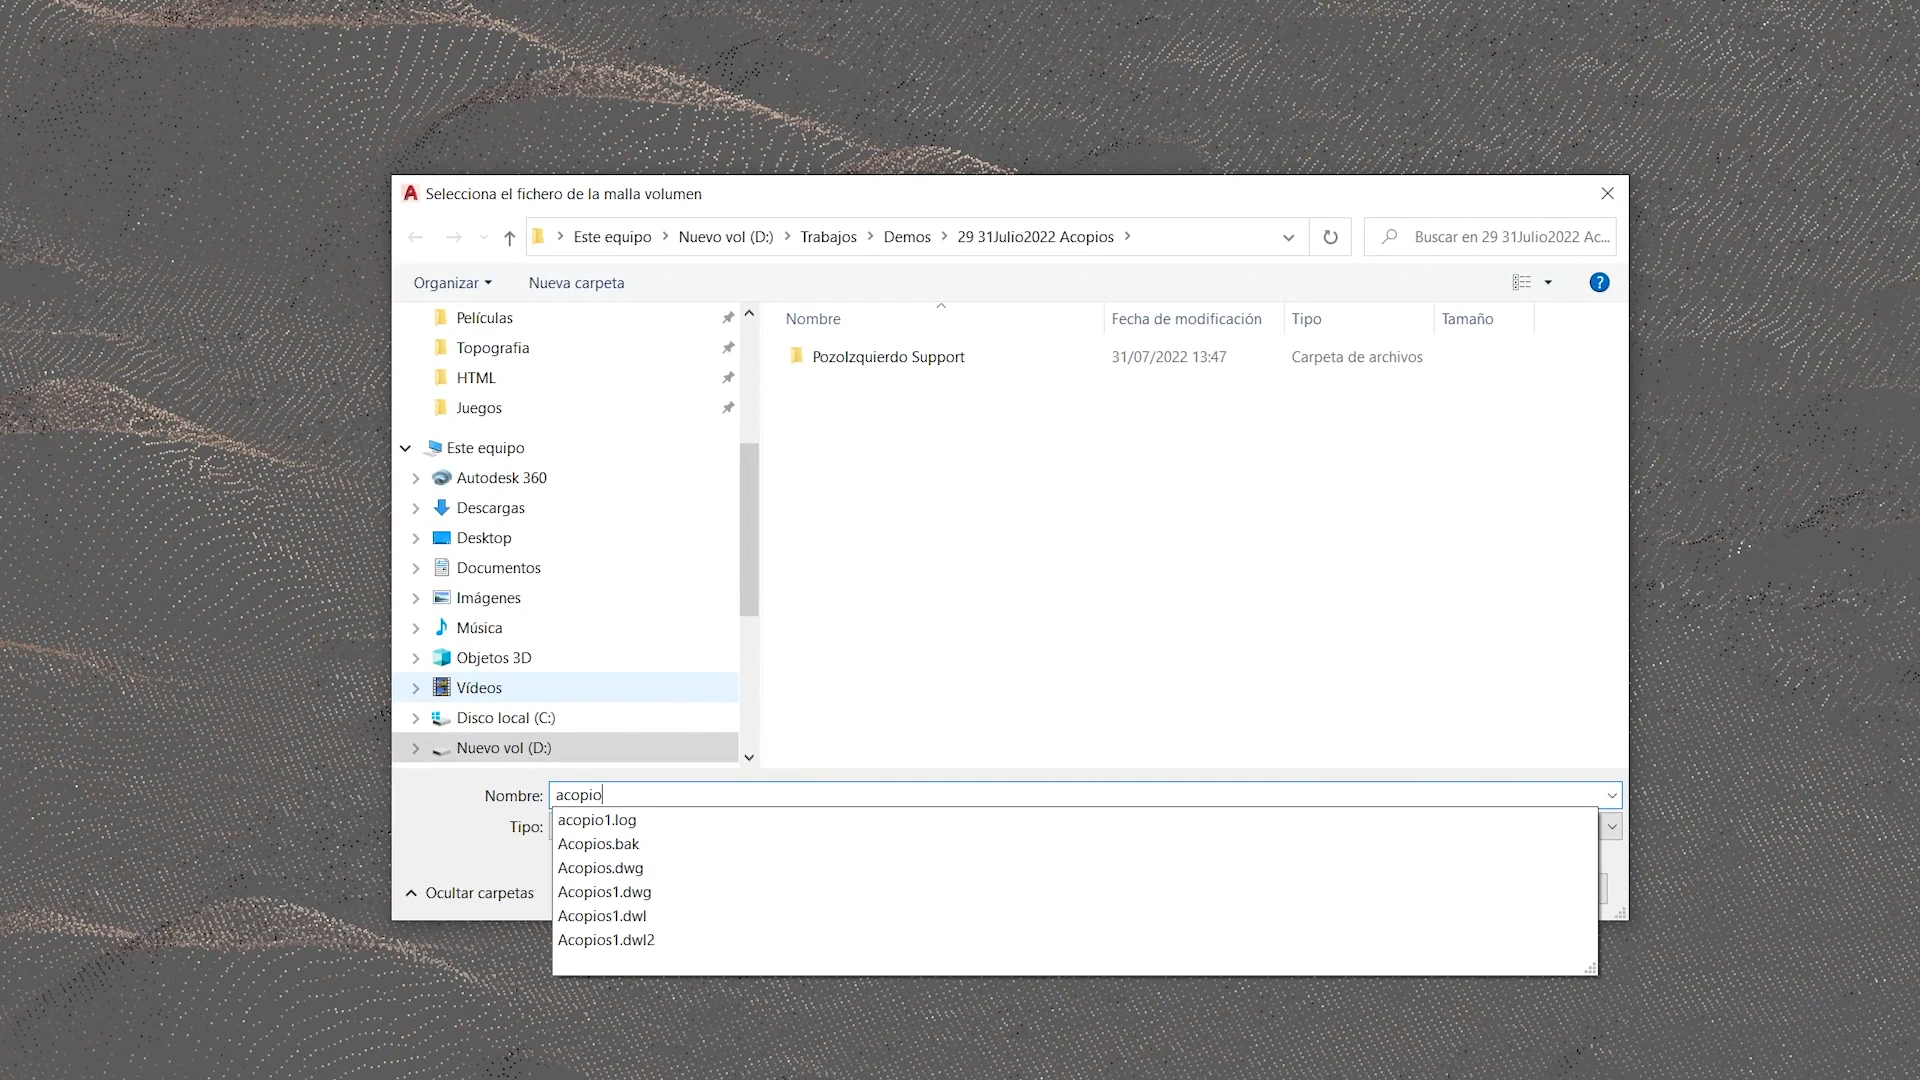 Selecciona el fichero de la malla volumen
Este equipo Nuevo vol (D:) Trabajos Demos 29 31Julio2022 Acopios
Buscar en 29 31Julio2022 Ac...
Organizar Nueva carpeta
Películas
Topografia
HTML
Juegos
Este equipo
Autodesk 360
Descargas
Desktop
Documentos
Imágenes
Música
Objetos 3D
Vídeos
Disco local (C:)
Nuevo vol (D:)
Nombre Fecha de modificación Tipo Tamaño
PozoIzquierdo Support 31/07/2022 13:47 Carpeta de archivos
Nombre: acopio
Tipo:
acopio1.log
Acopios.bak
Acopios.dwg
Acopios1.dwg
Acopios1.dwl
Acopios1.dwl2
Ocultar carpetas